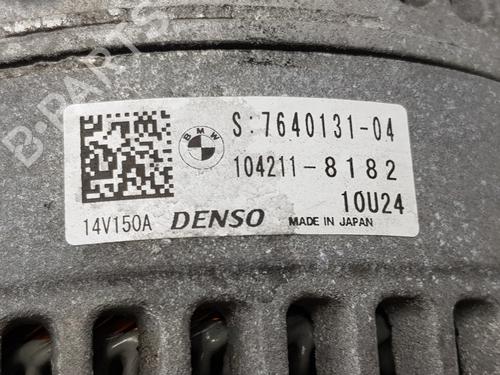 B-PARTS
BMW
S:7640131-04
104211-8182
10U24
14V150A DENSO MADE IN JAPAN